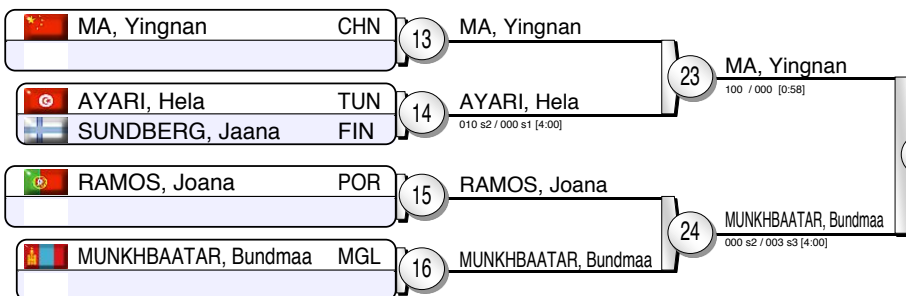 MA, Yingnan CHN
13
MA, Yingnan
23
MA, Yingnan
100 / 000 [0:58]
AYARI, Hela TUN
SUNDBERG, Jaana FIN
14
AYARI, Hela
010 s2 / 000 s1 [4:00]
RAMOS, Joana POR
15
RAMOS, Joana
24
MUNKHBAATAR, Bundmaa
000 s2 / 003 s3 [4:00]
MUNKHBAATAR, Bundmaa MGL
16
MUNKHBAATAR, Bundmaa